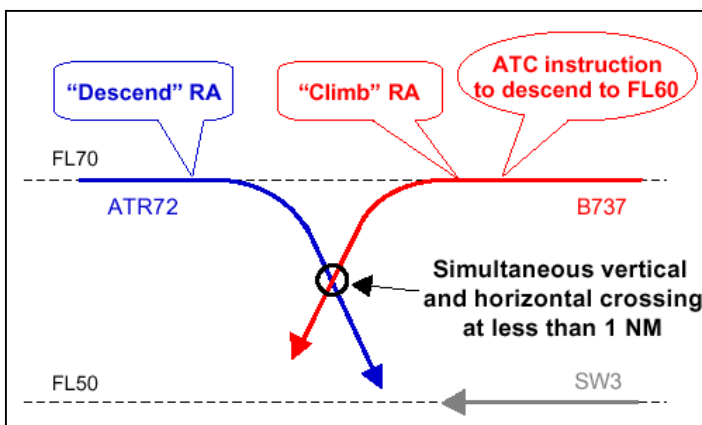 “Descend” RA
“Climb” RA
ATC instruction
to descend to FL60
FL70
ATR72
B737
Simultaneous vertical
and horizontal crossing
at less than 1 NM
FL50
SW3